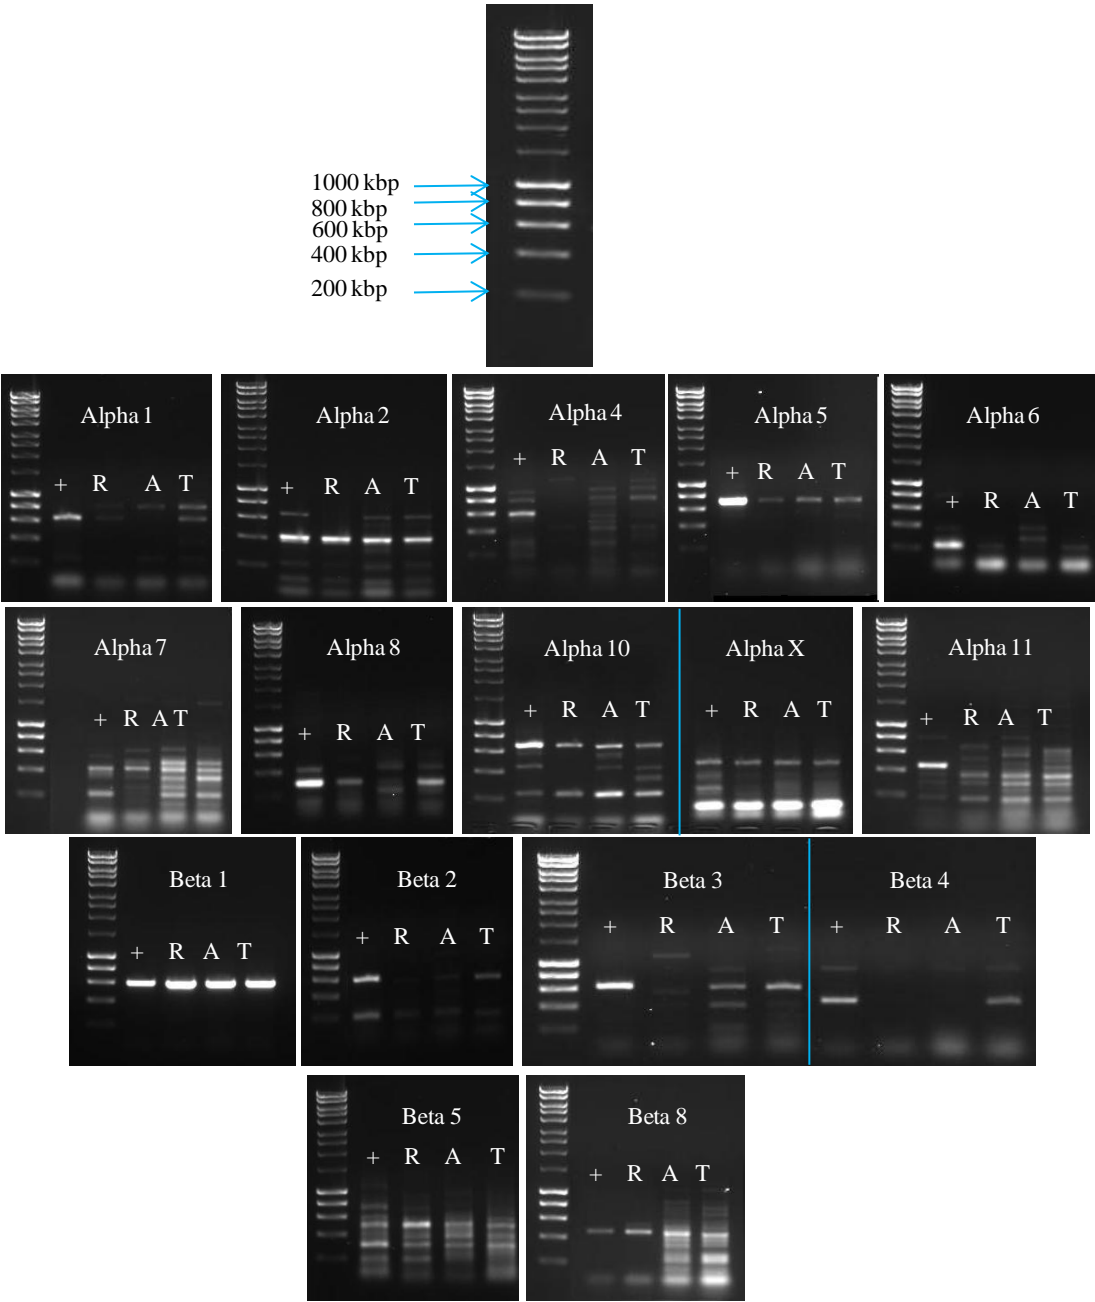 1000 kbp
800 kbp
600 kbp
400 kbp
200 kbp
Alpha 1
+ R A T
Alpha 2
+ R A T
Alpha 4
+ R A T
Alpha 5
+ R A T
Alpha 6
+ R A T
Alpha 7
+ R A T
Alpha 8
+ R A T
Alpha 10
+ R A T
Alpha X
+ R A T
Alpha 11
+ R A T
Beta 1
+ R A T
Beta 2
+ R A T
Beta 3
+ R A T
Beta 4
+ R A T
Beta 5
+ R A T
Beta 8
+ R A T